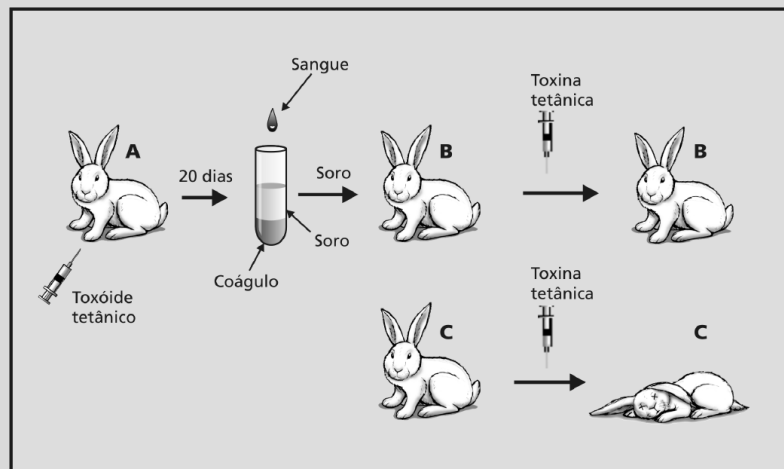 Sangue
Toxina
tetânica
A
20 dias
Soro
B
B
Soro
Coágulo
Toxóide
tetânico
Toxina
tetânica
C
C